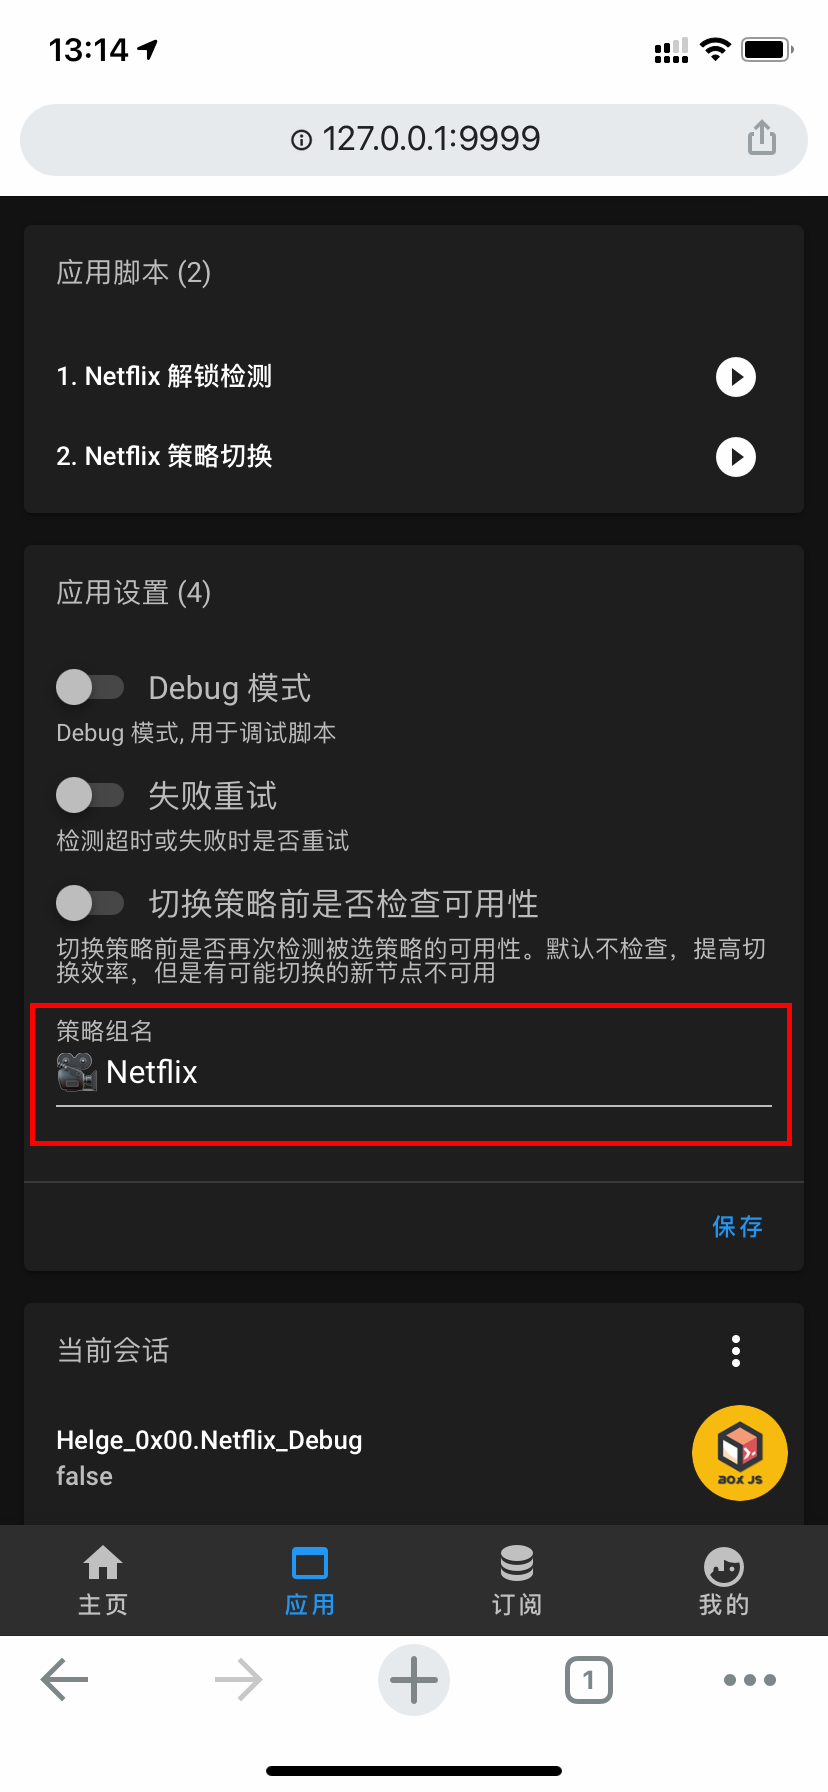 13:14
127.0.0.1:9999
应用脚本 (2)
1. Netflix 解锁检测
2. Netflix 策略切换
应用设置 (4)
Debug 模式
Debug 模式, 用于调试脚本
失败重试
检测超时或失败时是否重试
切换策略前是否检查可用性
切换策略前是否再次检测被选策略的可用性。默认不检查，提高切
换效率，但是有可能切换的新节点不可用
策略组名
🎥 Netflix
保存
当前会话
Helge_0x00.Netflix_Debug
false
BOX JS
主页
应用
订阅
我的
1